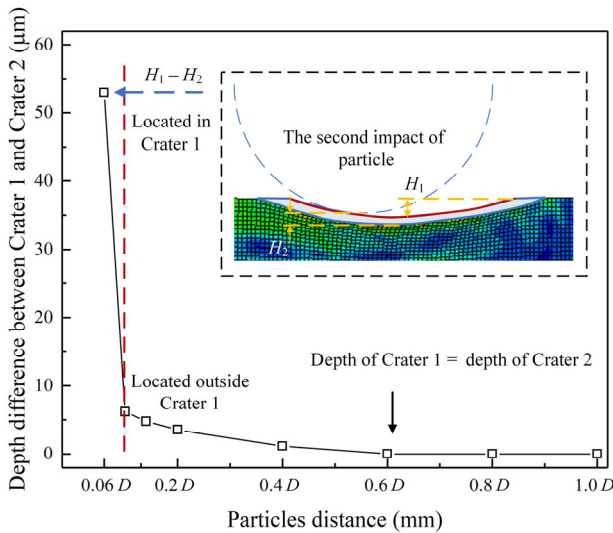 Depth difference between Crater 1 and Crater 2 (μm)
60
50
40
30
20
10
0
H₁ – H₂
Located in
Crater 1
The second impact of
particle
H₁
H₂
Depth of Crater 1 = depth of Crater 2
Located outside
Crater 1
0.06 D
0.2 D
0.4 D
0.6 D
0.8 D
1.0 D
Particles distance (mm)